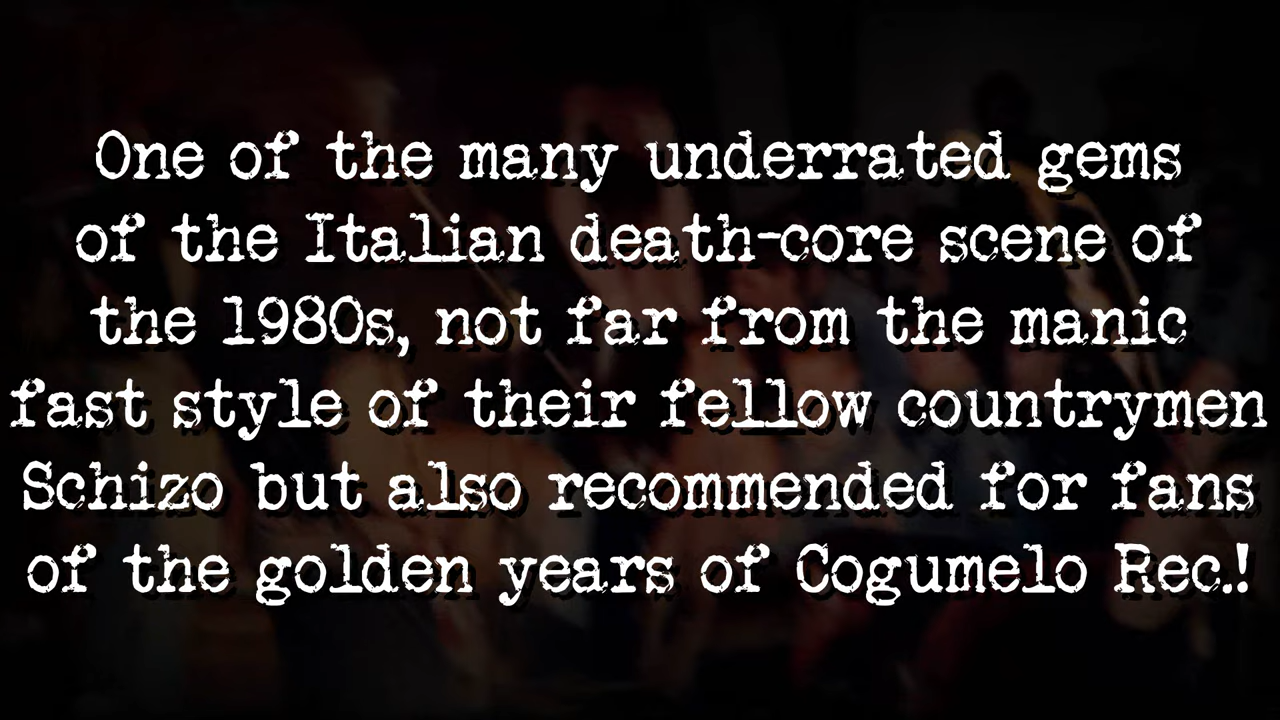 One of the many underrated gems
of the Italian death-core scene of
the 1980s, not far from the manic
fast style of their fellow countrymen
Schizo but also recommended for fans
of the golden years of Cogumelo Rec.!